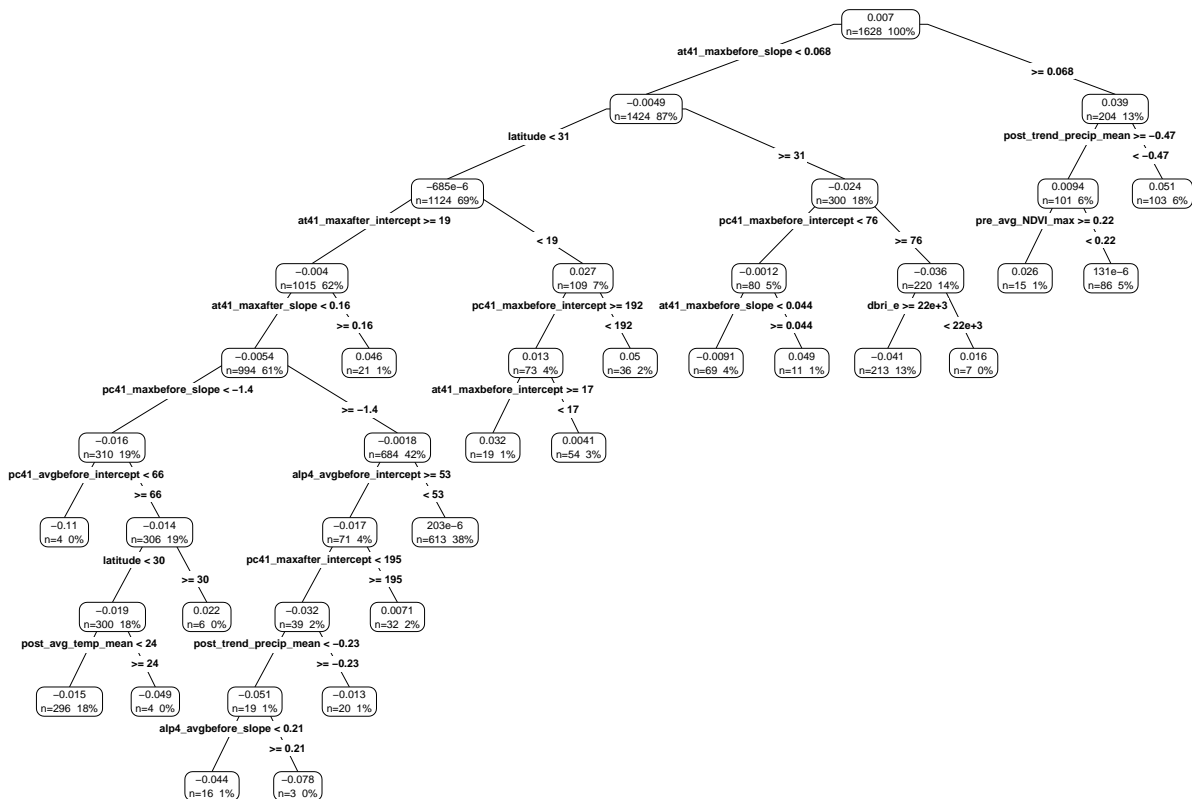 0.007
n=1628 100%
at41_maxbefore_slope < 0.068
>= 0.068
−0.0049
n=1424 87%
0.039
n=204 13%
latitude < 31
>= 31
post_trend_precip_mean >= −0.47
< −0.47
−685e−6
n=1124 69%
−0.024
n=300 18%
0.0094
n=101 6%
0.051
n=103 6%
at41_maxafter_intercept >= 19
< 19
pc41_maxbefore_intercept < 76
>= 76
pre_avg_NDVI_max >= 0.22
< 0.22
−0.004
n=1015 62%
0.027
n=109 7%
−0.0012
n=80 5%
−0.036
n=220 14%
0.026
n=15 1%
131e−6
n=86 5%
at41_maxafter_slope < 0.16
>= 0.16
pc41_maxbefore_intercept >= 192
< 192
at41_maxbefore_slope < 0.044
>= 0.044
dbri_e >= 22e+3
< 22e+3
−0.0054
n=994 61%
0.046
n=21 1%
0.013
n=73 4%
0.05
n=36 2%
−0.0091
n=69 4%
0.049
n=11 1%
−0.041
n=213 13%
0.016
n=7 0%
pc41_maxbefore_slope < −1.4
>= −1.4
at41_maxbefore_intercept >= 17
< 17
−0.016
n=310 19%
−0.0018
n=684 42%
0.032
n=19 1%
0.0041
n=54 3%
pc41_avgbefore_intercept < 66
>= 66
alp4_avgbefore_intercept >= 53
< 53
−0.11
n=4 0%
−0.014
n=306 19%
−0.017
n=71 4%
203e−6
n=613 38%
latitude < 30
>= 30
pc41_maxafter_intercept < 195
>= 195
−0.019
n=300 18%
0.022
n=6 0%
−0.032
n=39 2%
0.0071
n=32 2%
post_avg_temp_mean < 24
>= 24
post_trend_precip_mean < −0.23
>= −0.23
−0.015
n=296 18%
−0.049
n=4 0%
−0.051
n=19 1%
−0.013
n=20 1%
alp4_avgbefore_slope < 0.21
>= 0.21
−0.044
n=16 1%
−0.078
n=3 0%